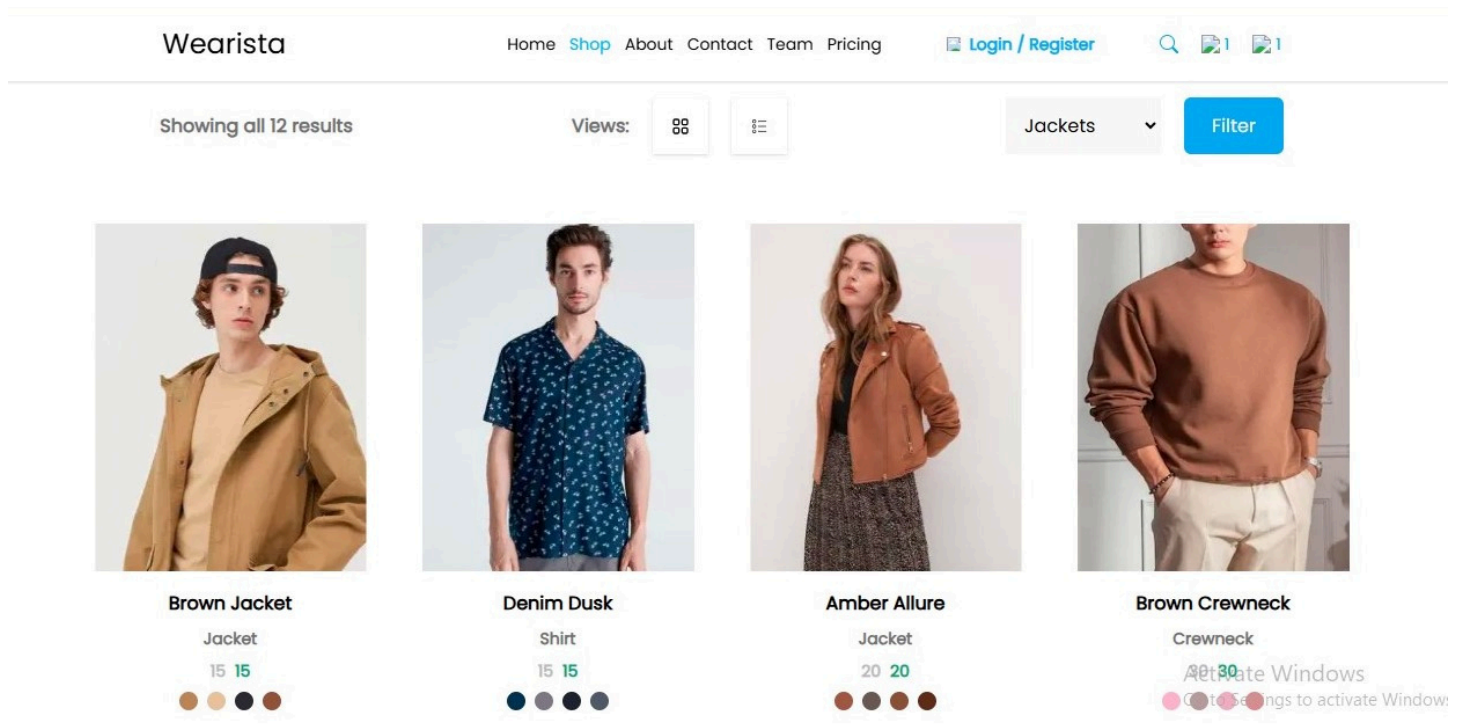 Wearista
Home Shop About Contact Team Pricing
Login / Register
1
1
Showing all 12 results
Views:
Jackets
Filter
Brown Jacket
Jacket
15 15
Denim Dusk
Shirt
15 15
Amber Allure
Jacket
20 20
Brown Crewneck
Crewneck
30 30
Activate Windows
Go to Settings to activate Windows